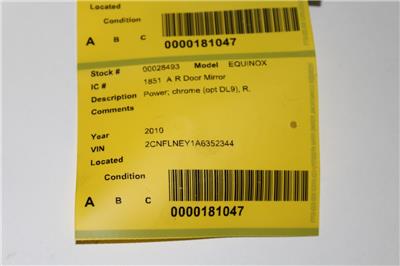 Located
Condition
A B C 0000181047
Stock # 00028493 Model EQUINOX
IC # 1851 A R Door Mirror
Description Power; chrome (opt DL9), R.
Comments
Year 2010
VIN 2CNFLNEY1A6352344
Located
Condition
A B C 0000181047